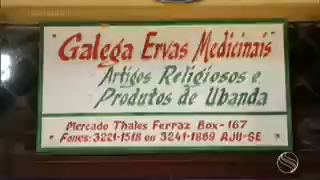 Galega Ervas Medicinais
Artigos Religiosos e
Produtos de Ubanda
Mercado Thales Ferraz Box-167
Fones: 3221-1518 ou 3241-1869 AJU-SE